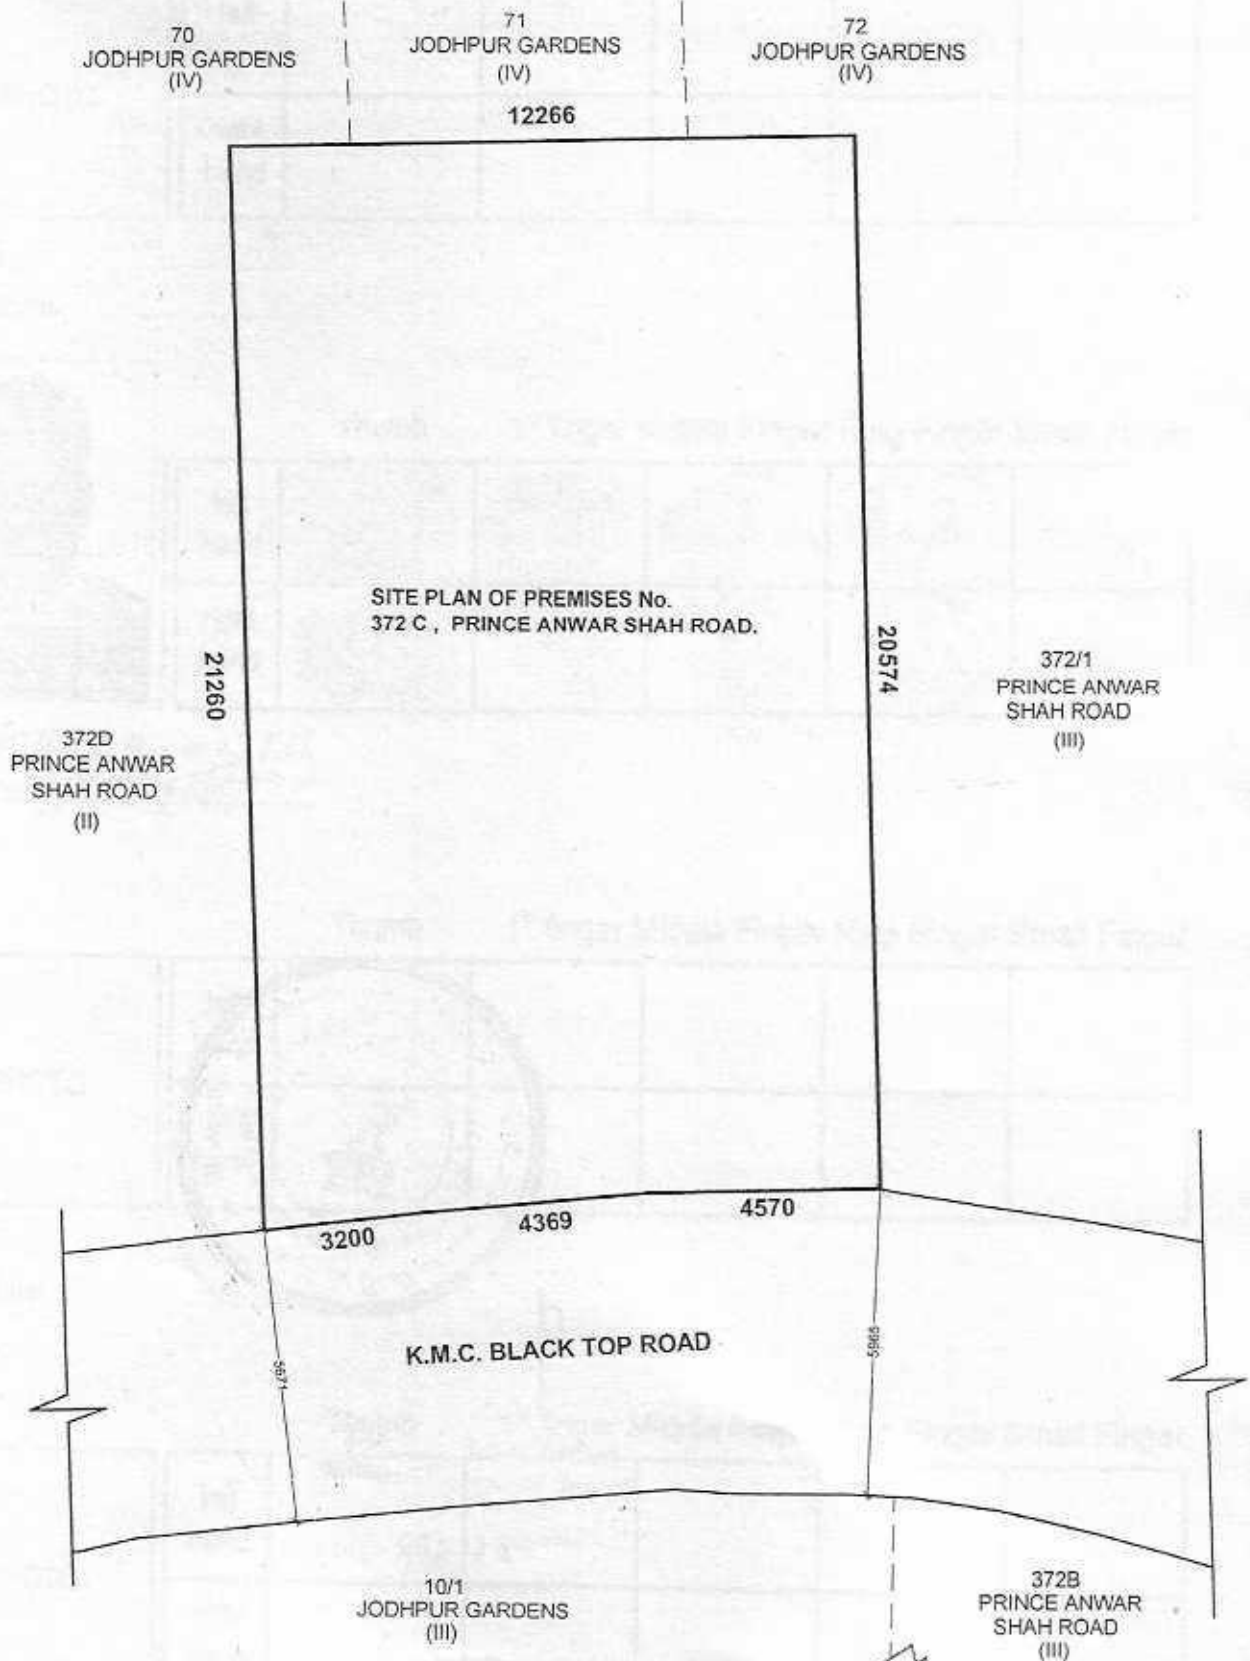 70
JODHPUR GARDENS
(IV)
71
JODHPUR GARDENS
(IV)
72
JODHPUR GARDENS
(IV)
12266
SITE PLAN OF PREMISES No.
372 C , PRINCE ANWAR SHAH ROAD.
21260
20574
372/1
PRINCE ANWAR
SHAH ROAD
(III)
372D
PRINCE ANWAR
SHAH ROAD
(II)
3200
4369
4570
K.M.C. BLACK TOP ROAD
5671
10/1
JODHPUR GARDENS
(III)
372B
PRINCE ANWAR
SHAH ROAD
(III)